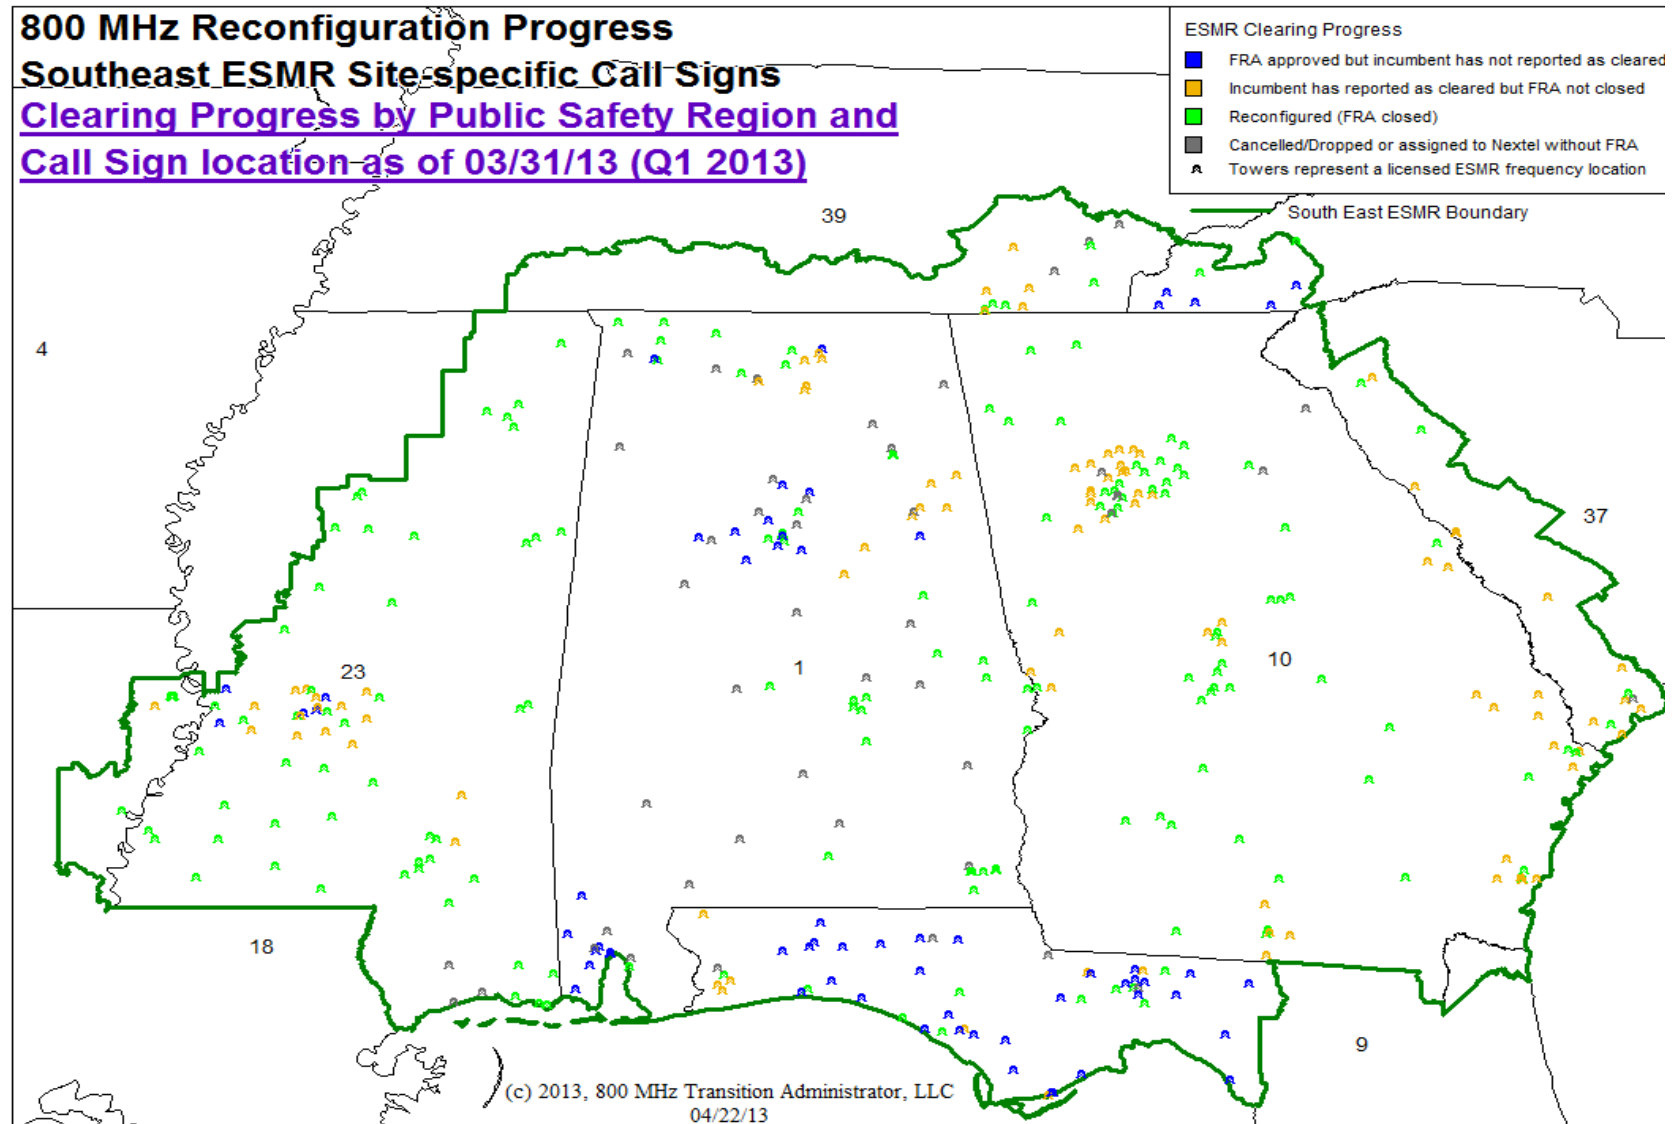 800 MHz Reconfiguration Progress
Southeast ESMR Site-specific Call Signs
Clearing Progress by Public Safety Region and
Call Sign location as of 03/31/13 (Q1 2013)
ESMR Clearing Progress
FRA approved but incumbent has not reported as cleared
Incumbent has reported as cleared but FRA not closed
Reconfigured (FRA closed)
Cancelled/Dropped or assigned to Nextel without FRA
Towers represent a licensed ESMR frequency location
South East ESMR Boundary
39
4
37
23
1
10
18
9
(c) 2013, 800 MHz Transition Administrator, LLC
04/22/13